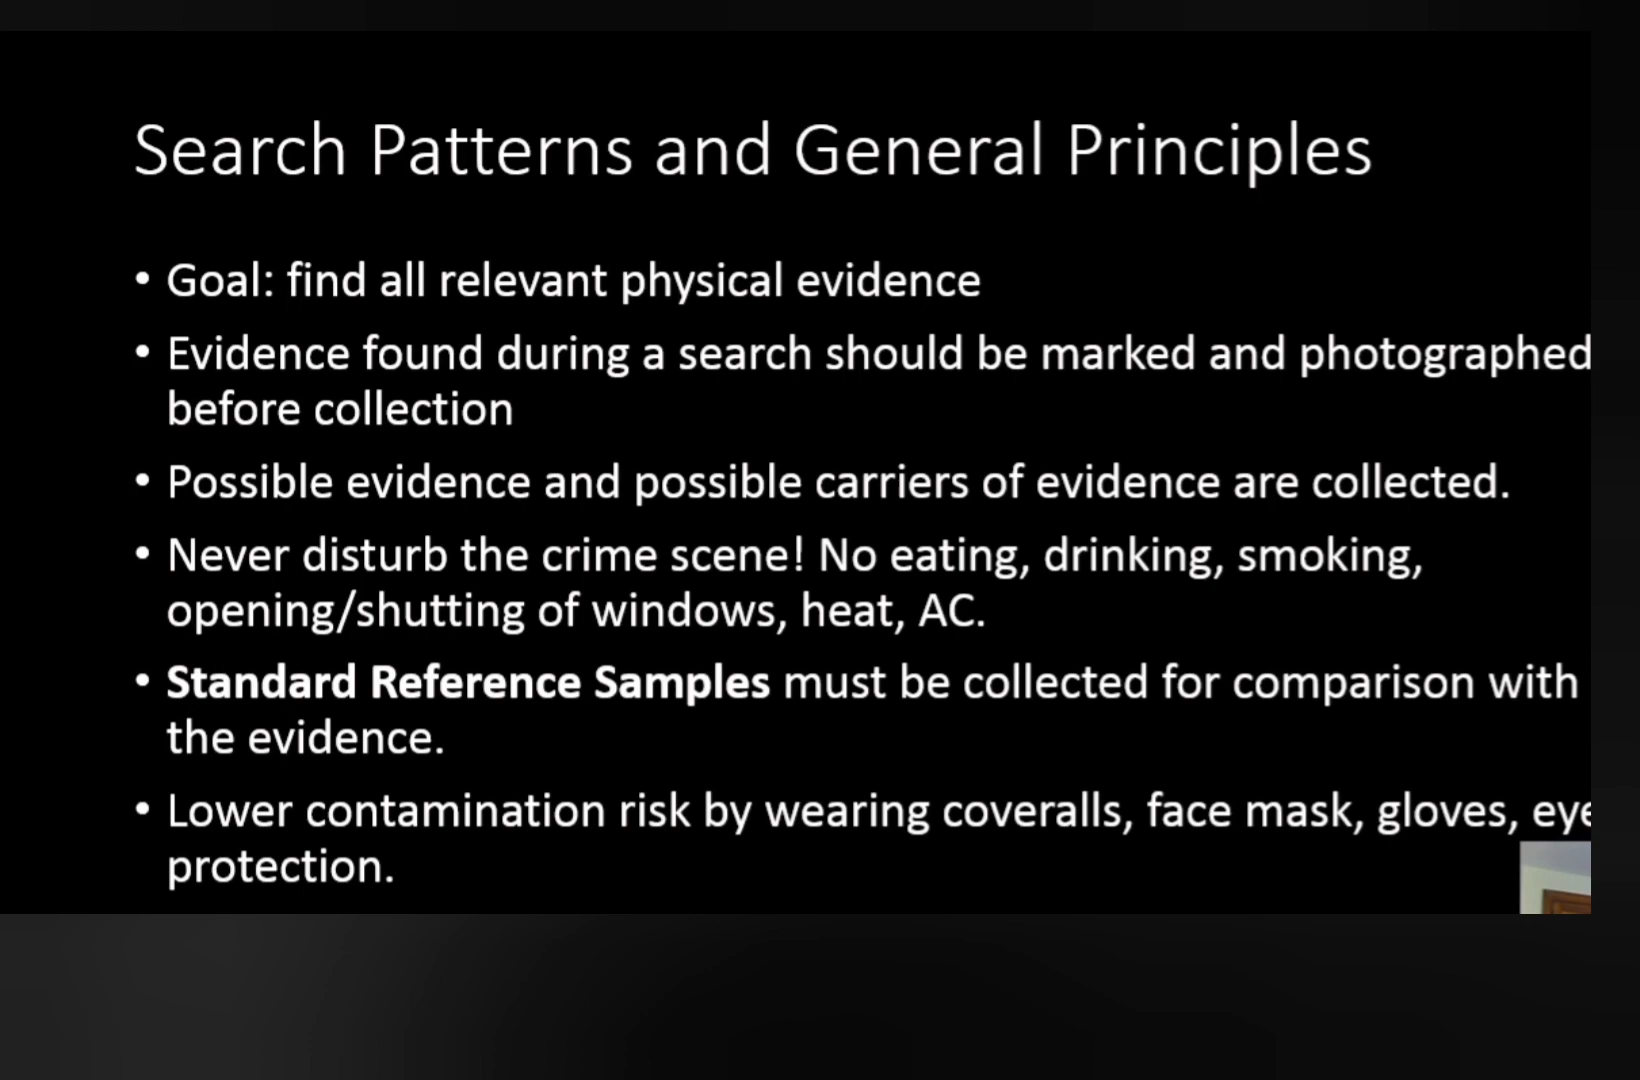 Search Patterns and General Principles
• Goal: find all relevant physical evidence
• Evidence found during a search should be marked and photographed
before collection
• Possible evidence and possible carriers of evidence are collected.
• Never disturb the crime scene! No eating, drinking, smoking,
opening/shutting of windows, heat, AC.
• Standard Reference Samples must be collected for comparison with
the evidence.
• Lower contamination risk by wearing coveralls, face mask, gloves, eye
protection.